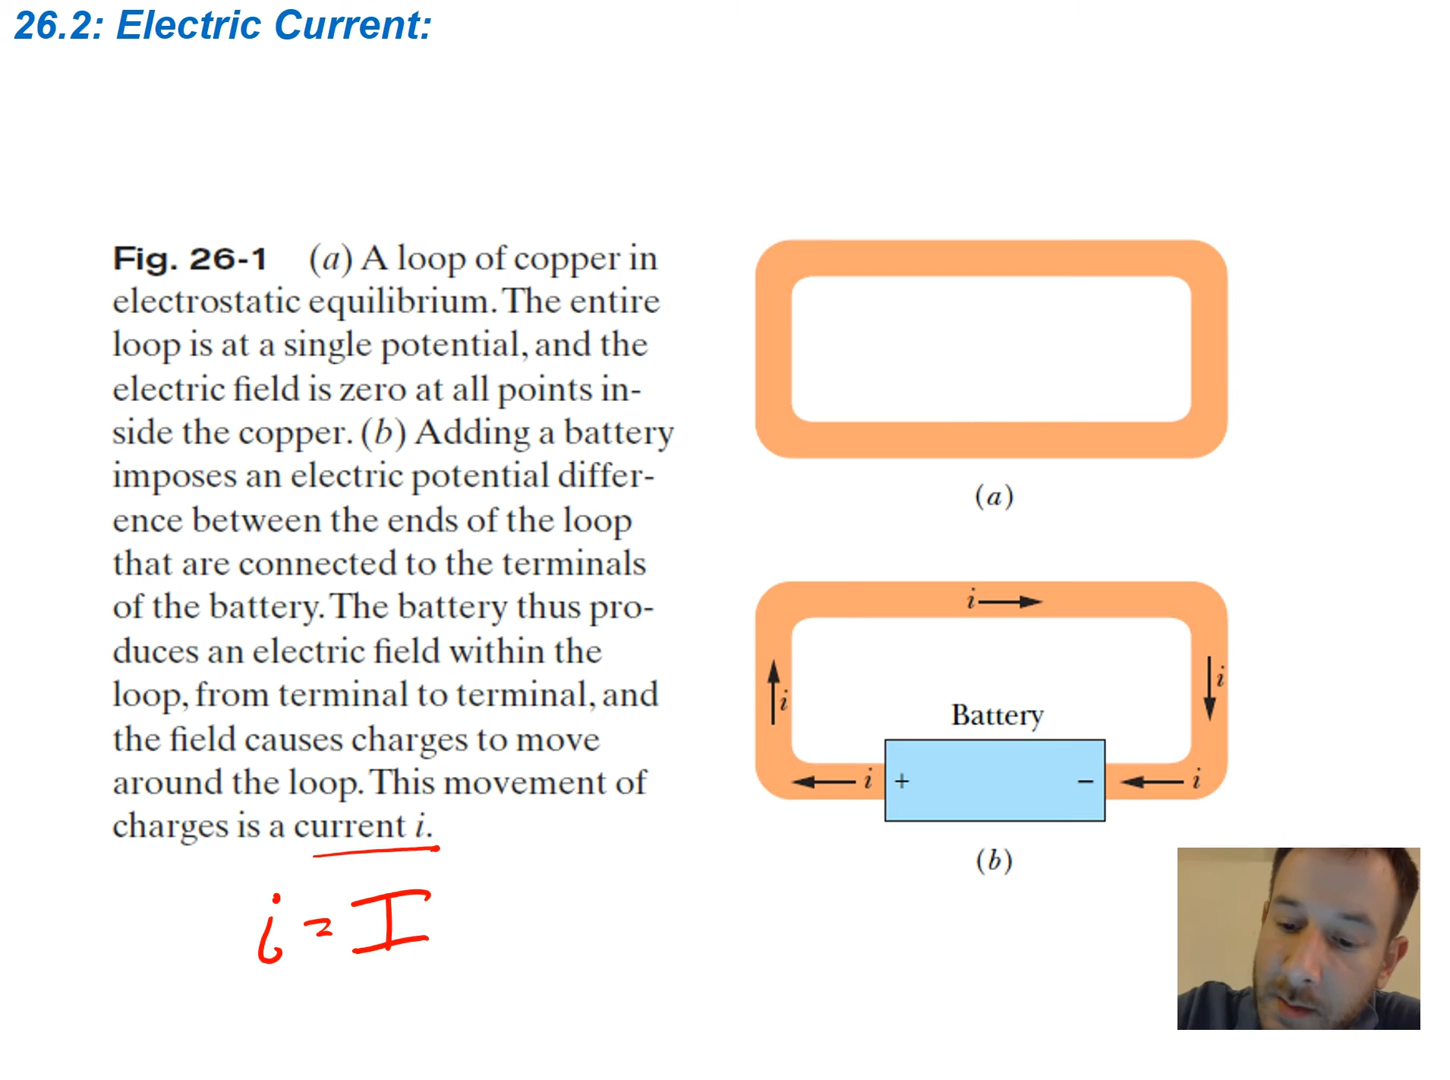 26.2: Electric Current:
Fig. 26-1 (a) A loop of copper in
electrostatic equilibrium. The entire
loop is at a single potential, and the
electric field is zero at all points in-
side the copper. (b) Adding a battery
imposes an electric potential differ-
ence between the ends of the loop
that are connected to the terminals
of the battery. The battery thus pro-
duces an electric field within the
loop, from terminal to terminal, and
the field causes charges to move
around the loop. This movement of
charges is a current i.
i = I
(a)
i
i
i
Battery
i
+
−
i
(b)